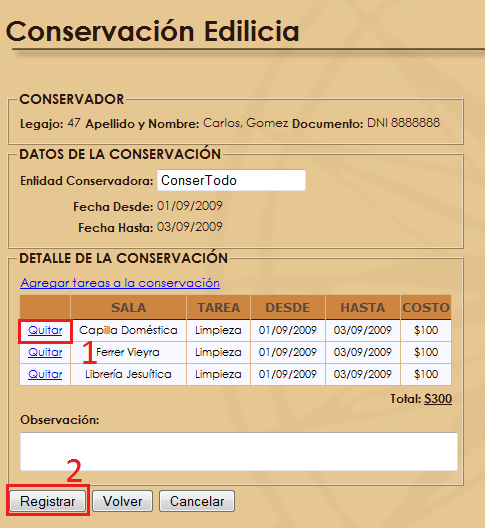 Conservación Edilicia
CONSERVADOR
Legajo: 47 Apellido y Nombre: Carlos, Gomez Documento: DNI 8888888
DATOS DE LA CONSERVACIÓN
Entidad Conservadora: ConserTodo
Fecha Desde: 01/09/2009
Fecha Hasta: 03/09/2009
DETALLE DE LA CONSERVACIÓN
Agregar tareas a la conservación
SALA TAREA DESDE HASTA COSTO
Quitar Capilla Doméstica Limpieza 01/09/2009 03/09/2009 $100
Quitar 1 Ferrer Vieyra Limpieza 01/09/2009 03/09/2009 $100
Quitar Librería Jesuítica Limpieza 01/09/2009 03/09/2009 $100
Total: $300
Observación:
2
Registrar Volver Cancelar